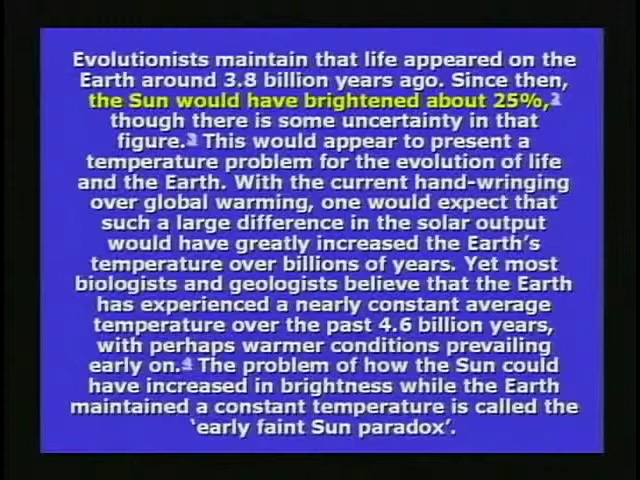 Evolutionists maintain that life appeared on the
Earth around 3.8 billion years ago. Since then,
the Sun would have brightened about 25%,2
though there is some uncertainty in that
figure.3 This would appear to present a
temperature problem for the evolution of life
and the Earth. With the current hand-wringing
over global warming, one would expect that
such a large difference in the solar output
would have greatly increased the Earth's
temperature over billions of years. Yet most
biologists and geologists believe that the Earth
has experienced a nearly constant average
temperature over the past 4.6 billion years,
with perhaps warmer conditions prevailing
early on.4 The problem of how the Sun could
have increased in brightness while the Earth
maintained a constant temperature is called the
‘early faint Sun paradox’.